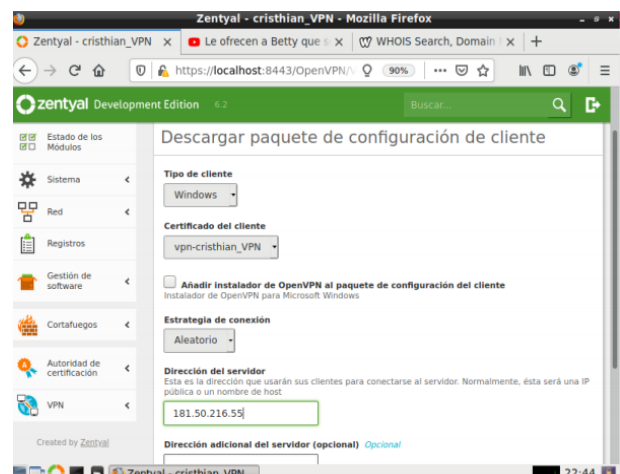 Zentyal - cristhian_VPN - Mozilla Firefox
Zentyal - cristhian_VPN
Le ofrecen a Betty que s
WHOIS Search, Domain
https://localhost:8443/OpenVPN/
90%
zentyal Development Edition 6.2
Buscar...
Estado de los
Módulos
Sistema
Red
Registros
Gestión de
software
Cortafuegos
Autoridad de
certificación
VPN
Created by Zentyal
Descargar paquete de configuración de cliente
Tipo de cliente
Windows
Certificado del cliente
vpn-cristhian_VPN
Añadir instalador de OpenVPN al paquete de configuración del cliente
Instalador de OpenVPN para Microsoft Windows
Estrategia de conexión
Aleatorio
Dirección del servidor
Esta es la dirección que usarán sus clientes para conectarse al servidor. Normalmente, ésta será una IP
pública o un nombre de host
181.50.216.55
Dirección adicional del servidor (opcional) Opcional
Zentyal - cristhian_VPN
22:44